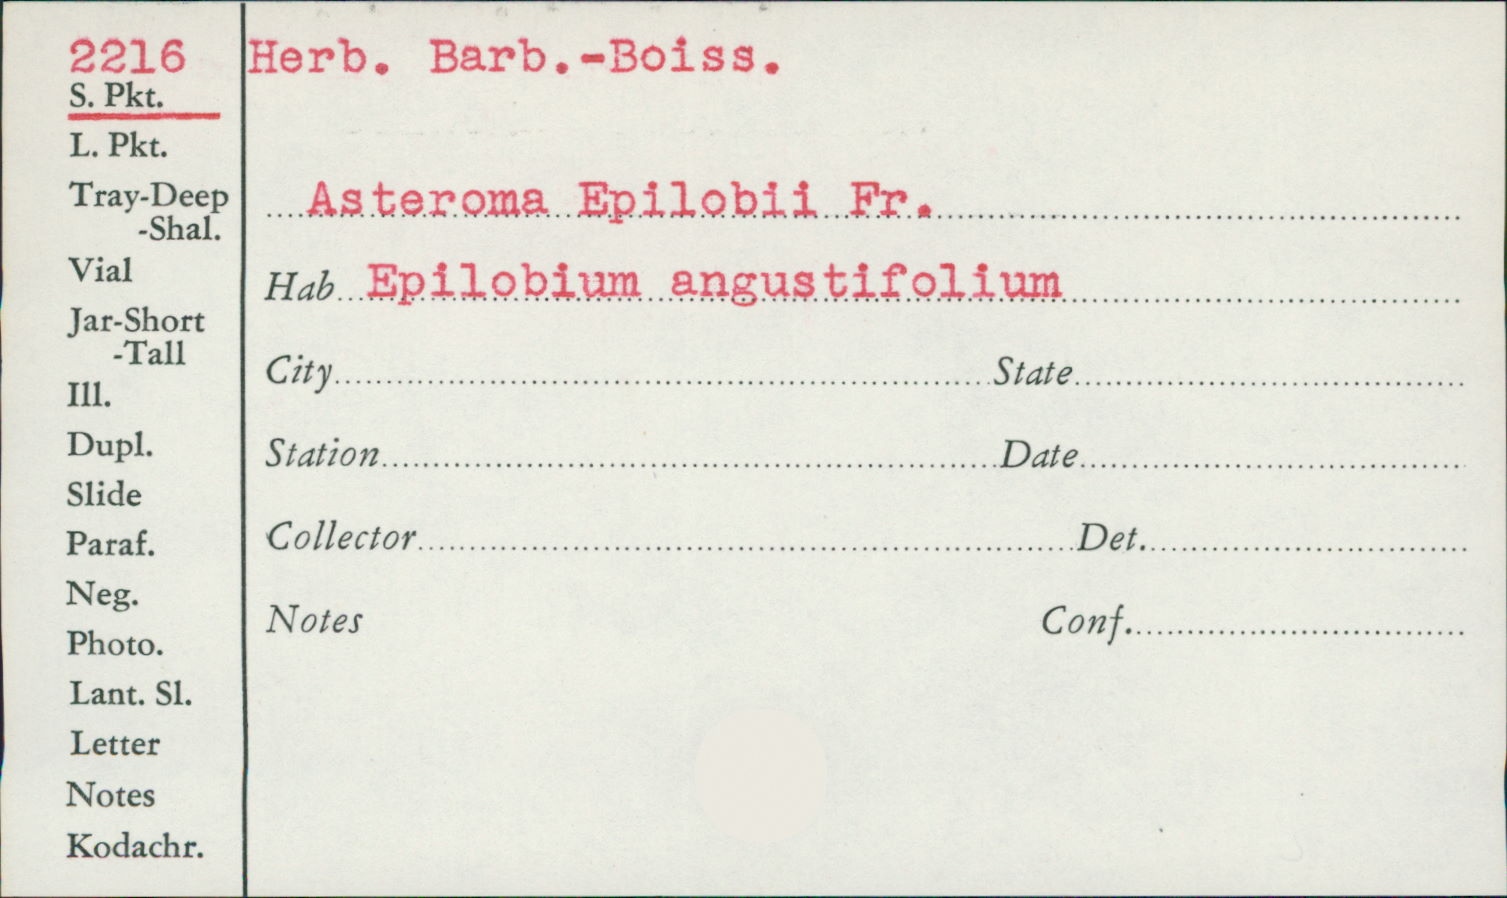 2216
Herb. Barb.-Boiss.
S. Pkt.
L. Pkt.
Tray-Deep
-Shal.
Vial
Jar-Short
-Tall
Ill.
Dupl.
Slide
Paraf.
Neg.
Photo.
Lant. Sl.
Letter
Notes
Kodachr.
Asteroma Epilobii Fr.
Hab Epilobium angustifolium
City State
Station Date
Collector Det.
Notes Conf.